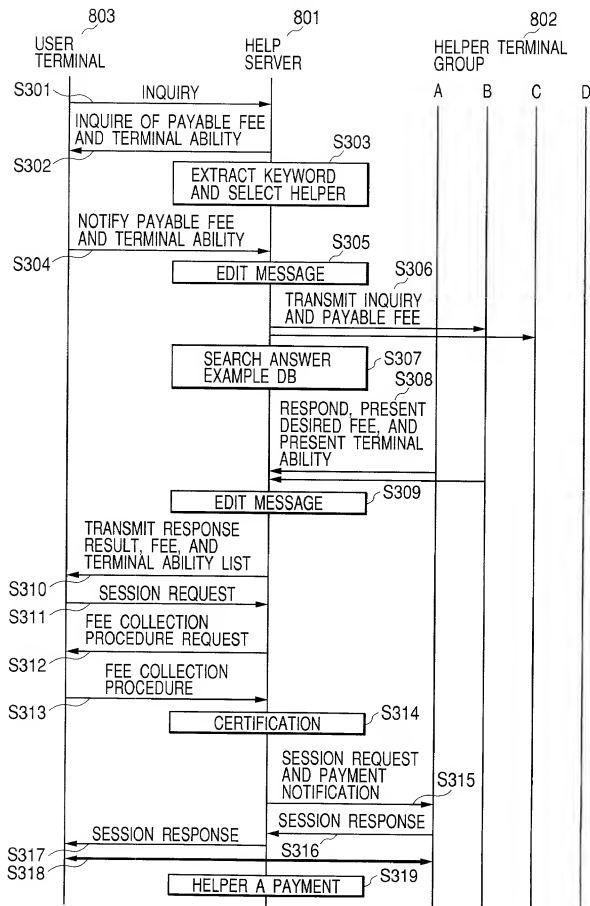 803
801
802
USER
TERMINAL
HELP
SERVER
HELPER TERMINAL
GROUP
A
B
C
D
S301
INQUIRY
INQUIRE OF PAYABLE FEE
AND TERMINAL ABILITY
S302
S303
EXTRACT KEYWORD
AND SELECT HELPER
NOTIFY PAYABLE FEE
AND TERMINAL ABILITY
S304
S305
EDIT MESSAGE
S306
TRANSMIT INQUIRY
AND PAYABLE FEE
SEARCH ANSWER
EXAMPLE DB
S307
S308
RESPOND, PRESENT
DESIRED FEE, AND
PRESENT TERMINAL
ABILITY
EDIT MESSAGE
S309
TRANSMIT RESPONSE
RESULT, FEE, AND
TERMINAL ABILITY LIST
S310
SESSION REQUEST
S311
FEE COLLECTION
PROCEDURE REQUEST
S312
FEE COLLECTION
PROCEDURE
S313
CERTIFICATION
S314
SESSION REQUEST
AND PAYMENT
NOTIFICATION
S315
SESSION RESPONSE
SESSION RESPONSE
S317
S316
S318
HELPER A PAYMENT
S319